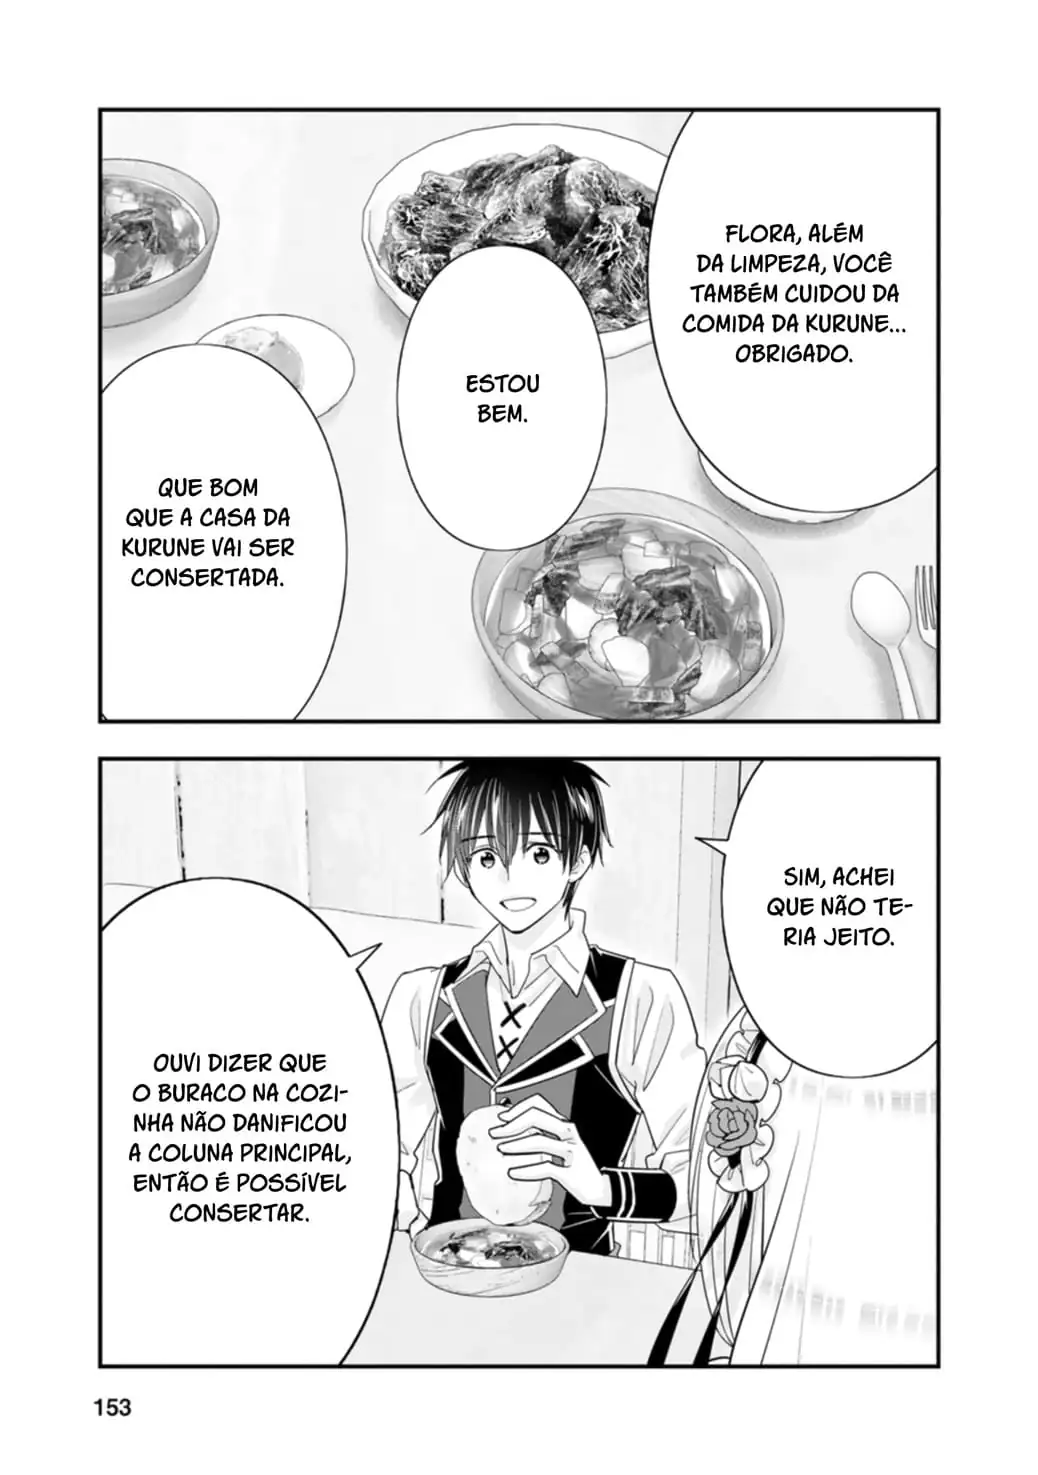 FLORA, ALÉM
DA LIMPEZA, VOCÊ
TAMBÉM CUIDOU DA
COMIDA DA KURUNE...
OBRIGADO.
ESTOU
BEM.
QUE BOM
QUE A CASA DA
KURUNE VAI SER
CONSERTADA.
SIM, ACHEI
QUE NÃO TE-
RIA JEITO.
OUVI DIZER QUE
O BURACO NA COZI-
NHA NÃO DANIFICOU
A COLUNA PRINCIPAL,
ENTÃO É POSSÍVEL
CONSERTAR.
153